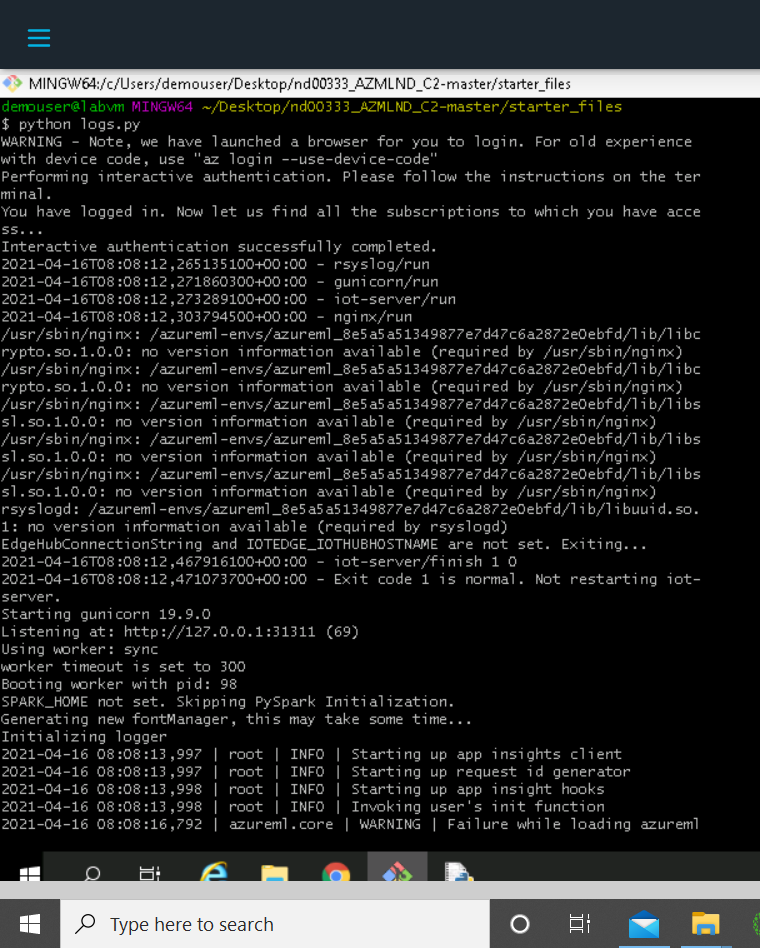 MINGW64:/c/Users/demouser/Desktop/nd00333_AZMLND_C2-master/starter_files
demouser@labvm MINGW64 ~/Desktop/nd00333_AZMLND_C2-master/starter_files
$ python logs.py
WARNING - Note, we have launched a browser for you to login. For old experience
with device code, use "az login --use-device-code"
Performing interactive authentication. Please follow the instructions on the ter
minal.
You have logged in. Now let us find all the subscriptions to which you have acce
ss...
Interactive authentication successfully completed.
2021-04-16T08:08:12,265135100+00:00 - rsyslog/run
2021-04-16T08:08:12,271860300+00:00 - gunicorn/run
2021-04-16T08:08:12,273289100+00:00 - iot-server/run
2021-04-16T08:08:12,303794500+00:00 - nginx/run
/usr/sbin/nginx: /azureml-envs/azureml_8e5a5a51349877e7d47c6a2872e0ebfd/lib/libc
rypto.so.1.0.0: no version information available (required by /usr/sbin/nginx)
/usr/sbin/nginx: /azureml-envs/azureml_8e5a5a51349877e7d47c6a2872e0ebfd/lib/libc
rypto.so.1.0.0: no version information available (required by /usr/sbin/nginx)
/usr/sbin/nginx: /azureml-envs/azureml_8e5a5a51349877e7d47c6a2872e0ebfd/lib/libs
sl.so.1.0.0: no version information available (required by /usr/sbin/nginx)
/usr/sbin/nginx: /azureml-envs/azureml_8e5a5a51349877e7d47c6a2872e0ebfd/lib/libs
sl.so.1.0.0: no version information available (required by /usr/sbin/nginx)
/usr/sbin/nginx: /azureml-envs/azureml_8e5a5a51349877e7d47c6a2872e0ebfd/lib/libs
sl.so.1.0.0: no version information available (required by /usr/sbin/nginx)
rsyslogd: /azureml-envs/azureml_8e5a5a51349877e7d47c6a2872e0ebfd/lib/libuuid.so.
1: no version information available (required by rsyslogd)
EdgeHubConnectionString and IOTEDGE_IOTHUBHOSTNAME are not set. Exiting...
2021-04-16T08:08:12,467916100+00:00 - iot-server/finish 1 0
2021-04-16T08:08:12,471073700+00:00 - Exit code 1 is normal. Not restarting iot-
server.
Starting gunicorn 19.9.0
Listening at: http://127.0.0.1:31311 (69)
Using worker: sync
worker timeout is set to 300
Booting worker with pid: 98
SPARK_HOME not set. Skipping PySpark Initialization.
Generating new fontManager, this may take some time...
Initializing logger
2021-04-16 08:08:13,997 | root | INFO | Starting up app insights client
2021-04-16 08:08:13,997 | root | INFO | Starting up request id generator
2021-04-16 08:08:13,998 | root | INFO | Starting up app insight hooks
2021-04-16 08:08:13,998 | root | INFO | Invoking user's init function
2021-04-16 08:08:16,792 | azureml.core | WARNING | Failure while loading azureml
Type here to search